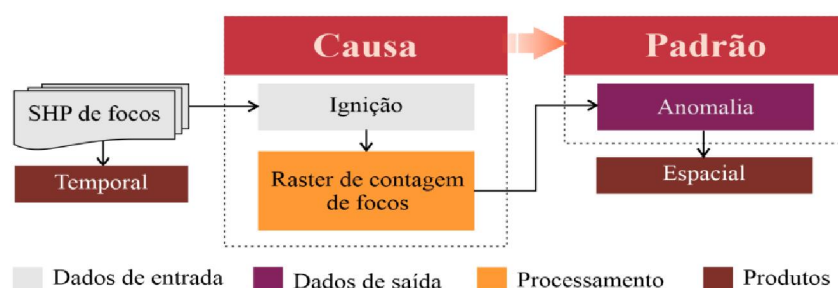 Causa
Padrão
SHP de focos
Ignição
Anomalia
Temporal
Raster de contagem
de focos
Espacial
Dados de entrada
Dados de saída
Processamento
Produtos